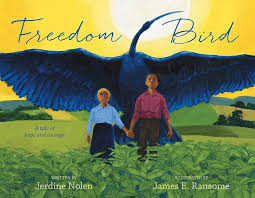 Freedom Bird
A tale of
hope and courage
WRITTEN BY
Jerdine Nolen
ILLUSTRATED BY
James E. Ransome